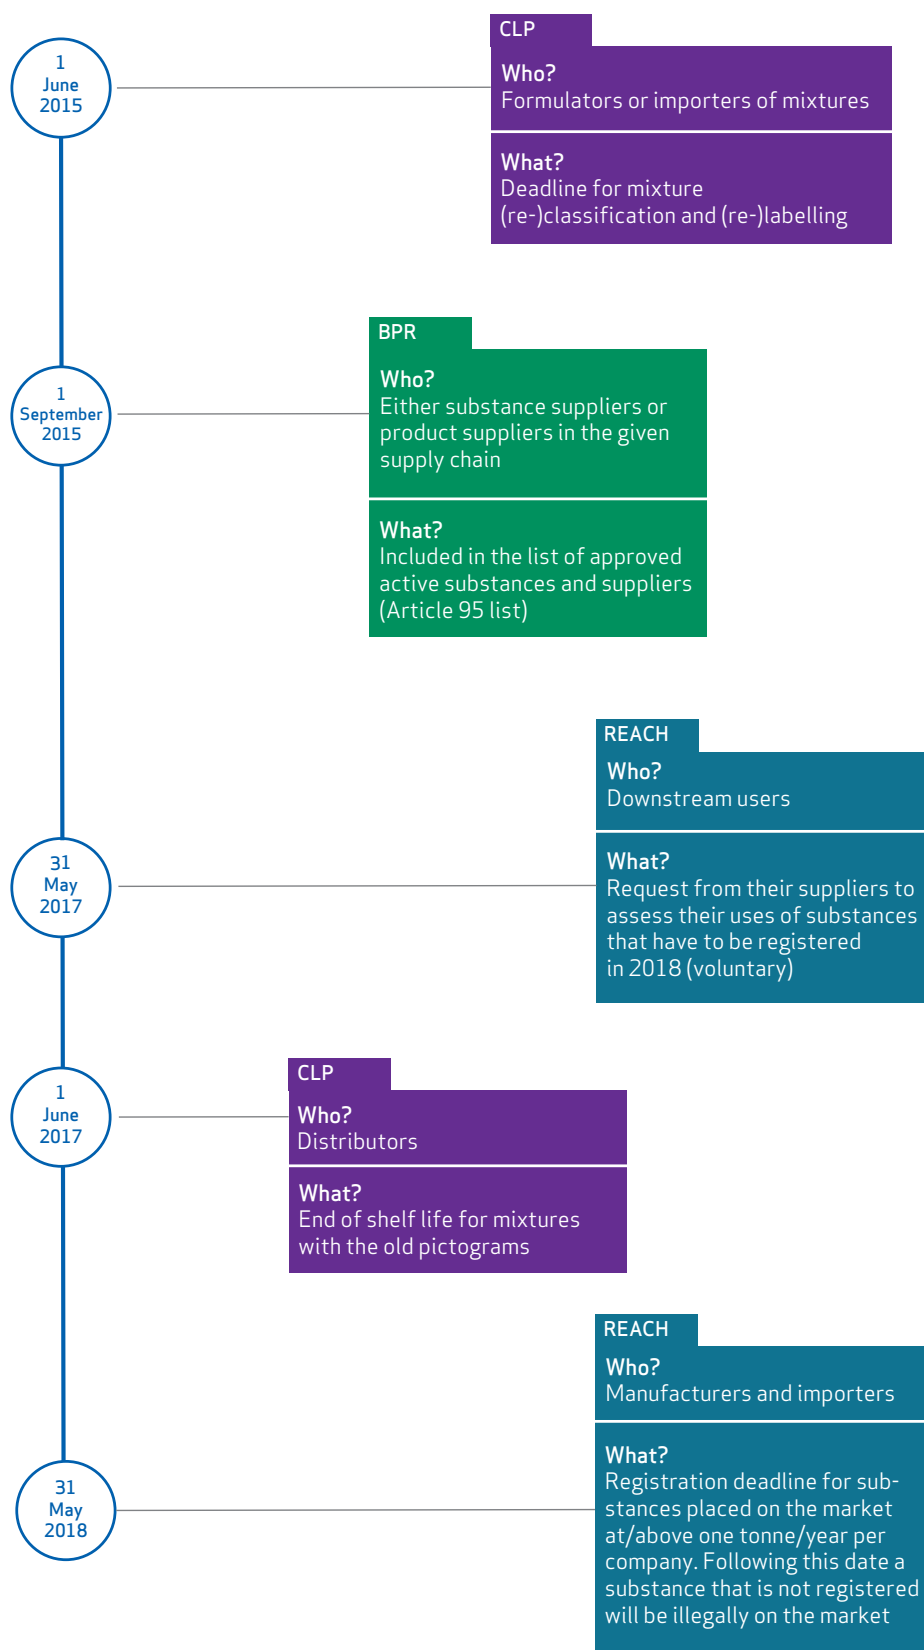 1
June
2015
CLP
Who?
Formulators or importers of mixtures
What?
Deadline for mixture
(re-)classification and (re-)labelling
1
September
2015
BPR
Who?
Either substance suppliers or
product suppliers in the given
supply chain
What?
Included in the list of approved
active substances and suppliers
(Article 95 list)
31
May
2017
REACH
Who?
Downstream users
What?
Request from their suppliers to
assess their uses of substances
that have to be registered
in 2018 (voluntary)
1
June
2017
CLP
Who?
Distributors
What?
End of shelf life for mixtures
with the old pictograms
31
May
2018
REACH
Who?
Manufacturers and importers
What?
Registration deadline for sub-
stances placed on the market
at/above one tonne/year per
company. Following this date a
substance that is not registered
will be illegally on the market